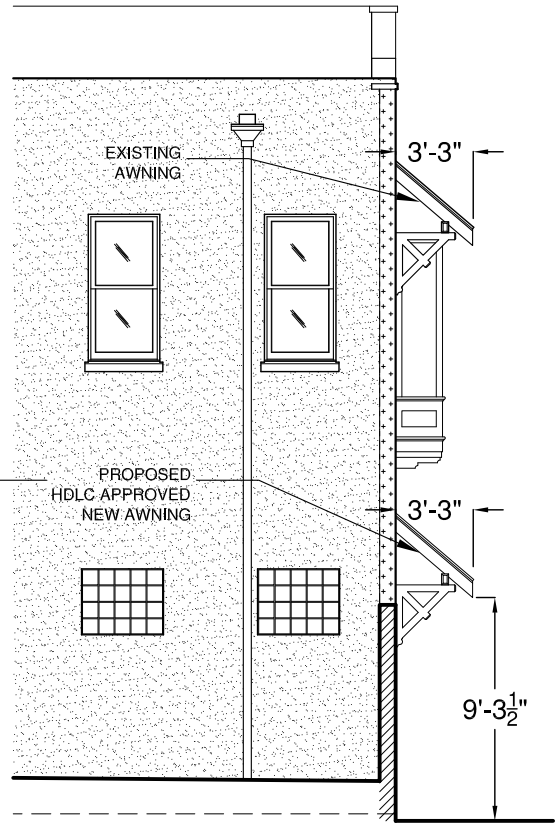 EXISTING
AWNING
3'-3"
PROPOSED
HDLC APPROVED
NEW AWNING
3'-3"
9'-3½"